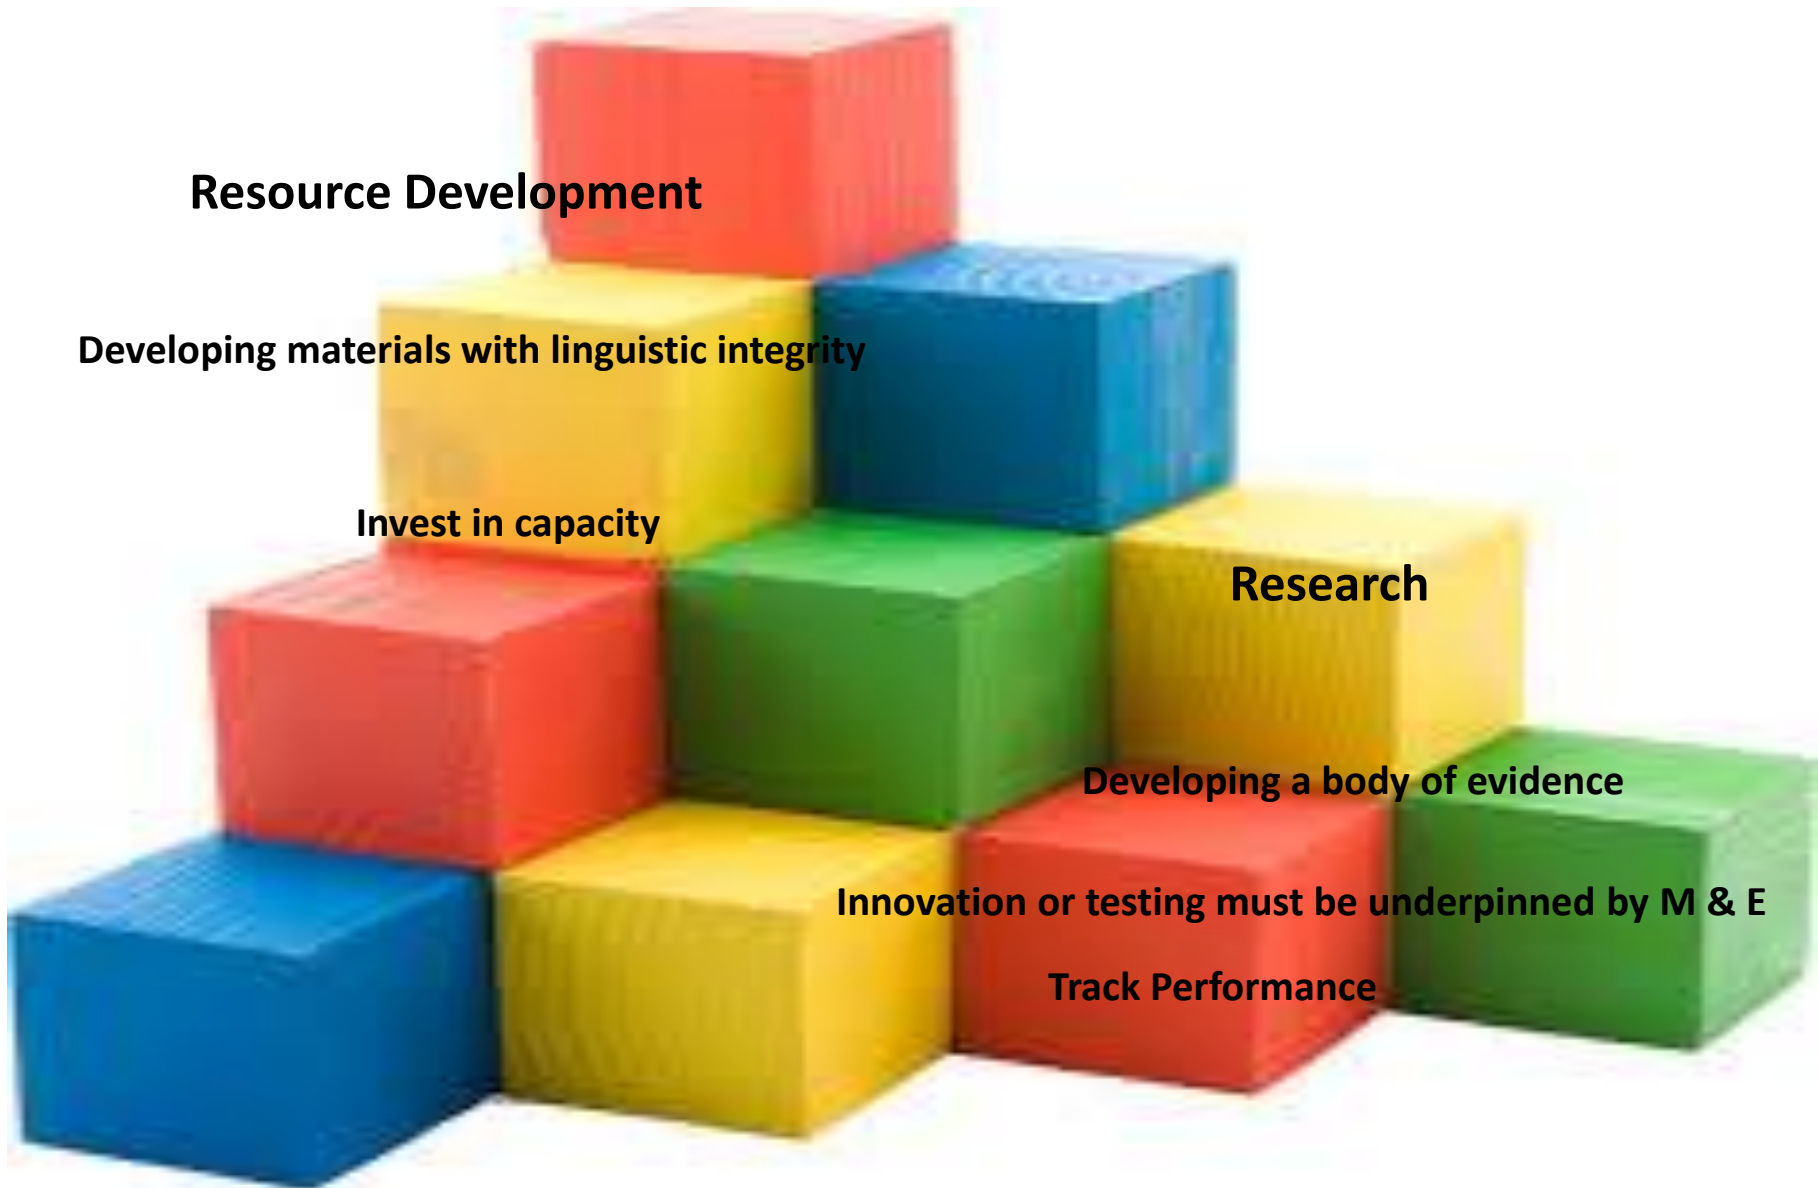 Resource Development
Developing materials with linguistic integrity
Invest in capacity
Research
Developing a body of evidence
Innovation or testing must be underpinned by M & E
Track Performance